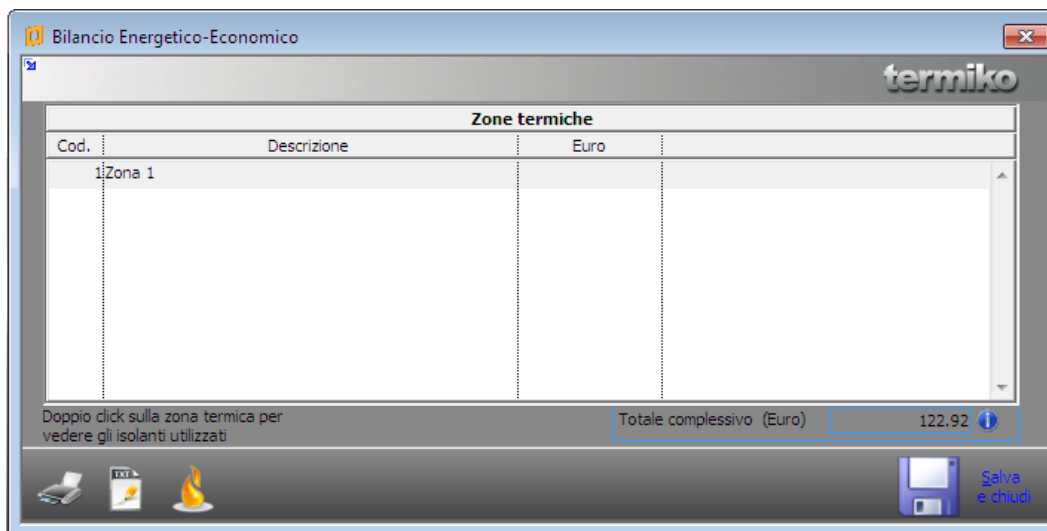 Bilancio Energetico-Economico
termiko
Zone termiche
Cod. Descrizione Euro
1 Zona 1
Doppio click sulla zona termica per
vedere gli isolanti utilizzati
Totale complessivo (Euro) 122.92
TXT
Salva
e chiudi